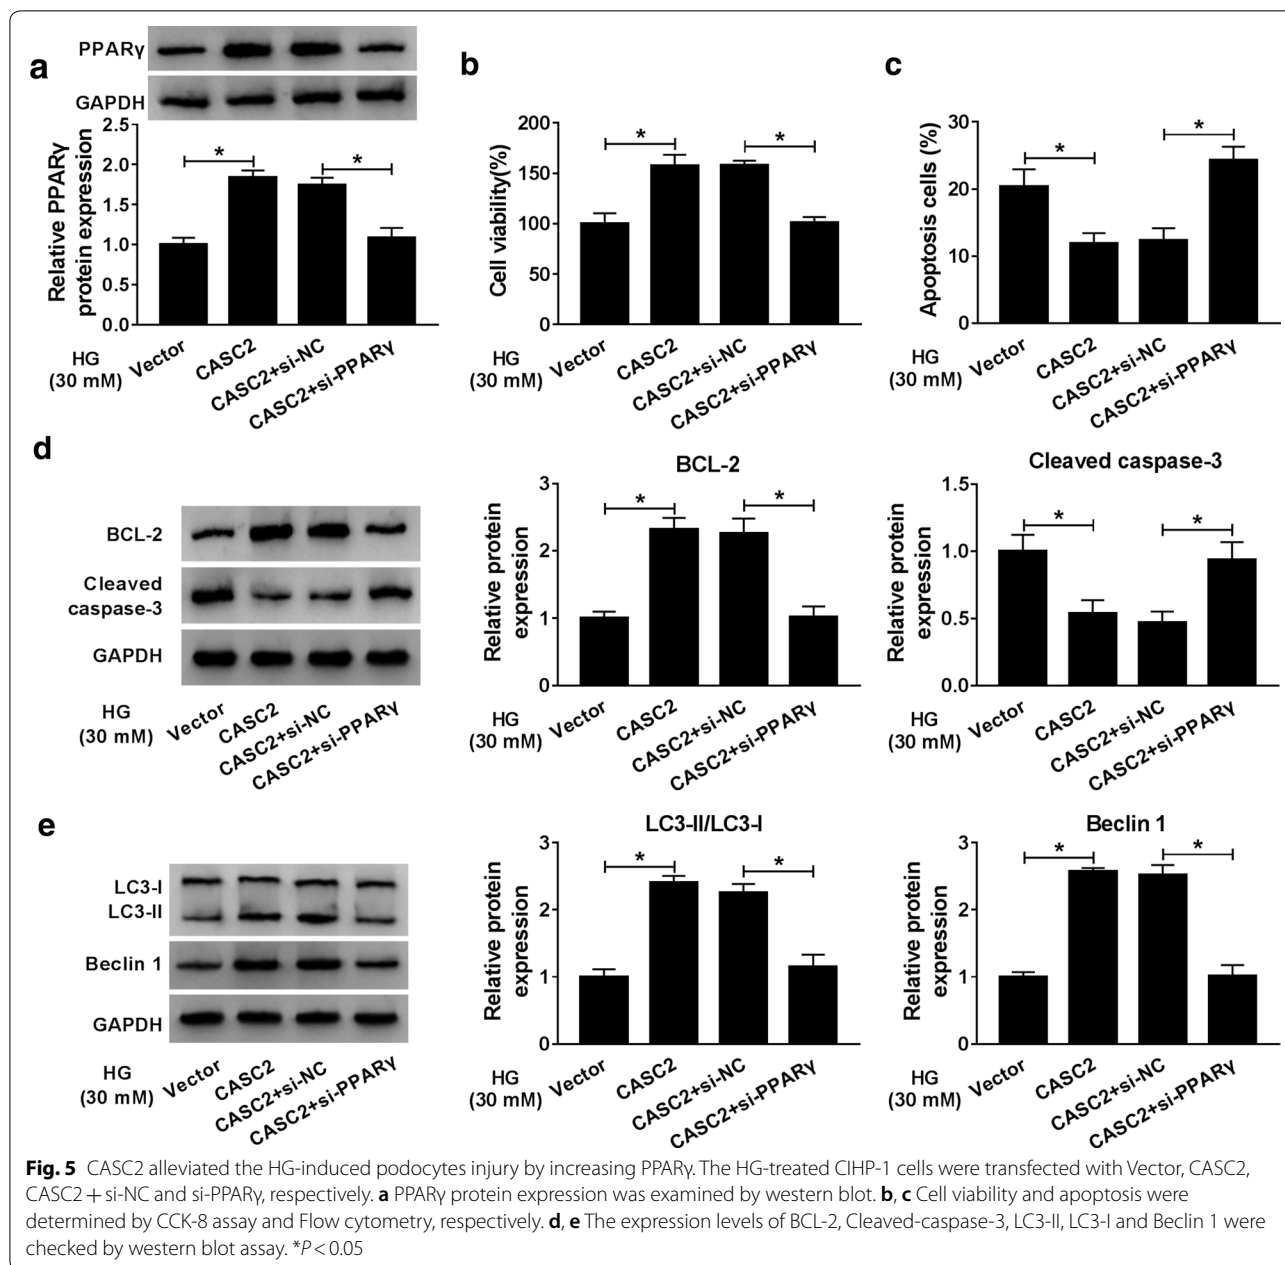 a
PPARγ
GAPDH
Relative PPARγ
protein expression
2.5
2.0
1.5
1.0
0.5
0.0
*
*
HG
(30 mM)
Vector
CASC2
CASC2+si-NC
CASC2+si-PPARγ
b
Cell viability(%)
200
150
100
50
0
*
*
HG
(30 mM)
Vector
CASC2
CASC2+si-NC
CASC2+si-PPARγ
c
Apoptosis cells (%)
30
20
10
0
*
*
HG
(30 mM)
Vector
CASC2
CASC2+si-NC
CASC2+si-PPARγ
d
BCL-2
Cleaved
caspase-3
GAPDH
HG
(30 mM)
Vector
CASC2
CASC2+si-NC
CASC2+si-PPARγ
BCL-2
Relative protein
expression
3
2
1
0
*
*
HG
(30 mM)
Vector
CASC2
CASC2+si-NC
CASC2+si-PPARγ
Cleaved caspase-3
Relative protein
expression
1.5
1.0
0.5
0.0
*
*
HG
(30 mM)
Vector
CASC2
CASC2+si-NC
CASC2+si-PPARγ
e
LC3-I
LC3-II
Beclin 1
GAPDH
HG
(30 mM)
Vector
CASC2
CASC2+si-NC
CASC2+si-PPARγ
LC3-II/LC3-I
Relative protein
expression
3
2
1
0
*
*
HG
(30 mM)
Vector
CASC2
CASC2+si-NC
CASC2+si-PPARγ
Beclin 1
Relative protein
expression
3
2
1
0
*
*
HG
(30 mM)
Vector
CASC2
CASC2+si-NC
CASC2+si-PPARγ
Fig. 5 CASC2 alleviated the HG-induced podocytes injury by increasing PPARγ. The HG-treated CIHP-1 cells were transfected with Vector, CASC2,
CASC2 + si-NC and si-PPARγ, respectively. a PPARγ protein expression was examined by western blot. b, c Cell viability and apoptosis were
determined by CCK-8 assay and Flow cytometry, respectively. d, e The expression levels of BCL-2, Cleaved-caspase-3, LC3-II, LC3-I and Beclin 1 were
checked by western blot assay. *P < 0.05